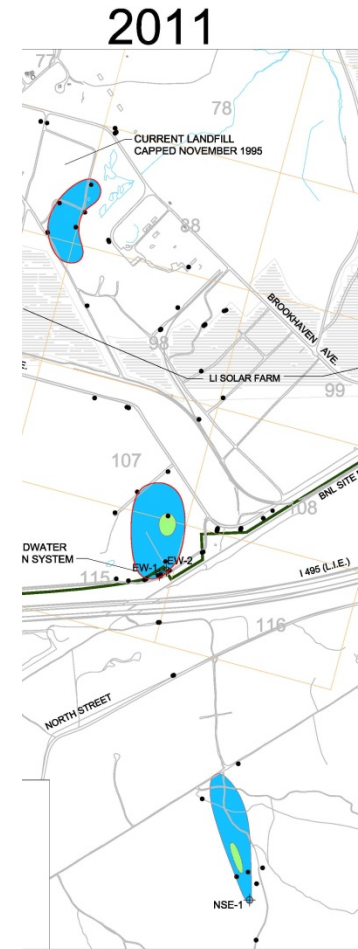 2011
77
78
CURRENT LANDFILL
CAPPED NOVEMBER 1995
88
BROOKHAVEN AVE
98
LI SOLAR FARM
99
107
108
BNL SITE
DWATER
N SYSTEM
EW-1
EW-2
115
I 495 (L.I.E.)
116
NORTH STREET
NSE-1